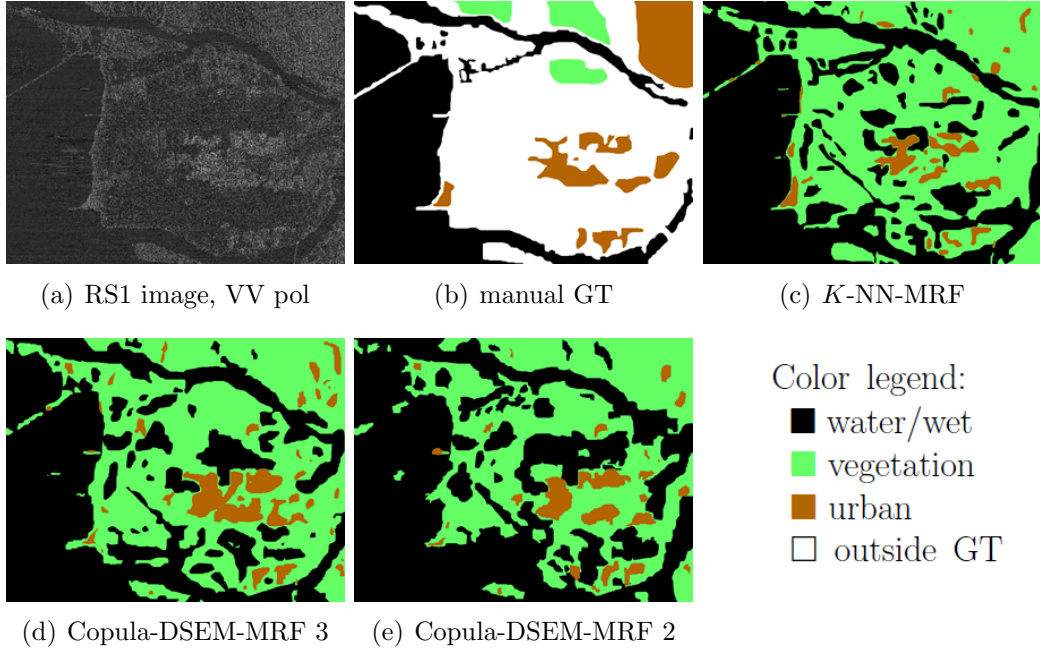 (a) RS1 image, VV pol
(b) manual GT
(c) K-NN-MRF
(d) Copula-DSEM-MRF 3
(e) Copula-DSEM-MRF 2
Color legend:
water/wet
vegetation
urban
outside GT